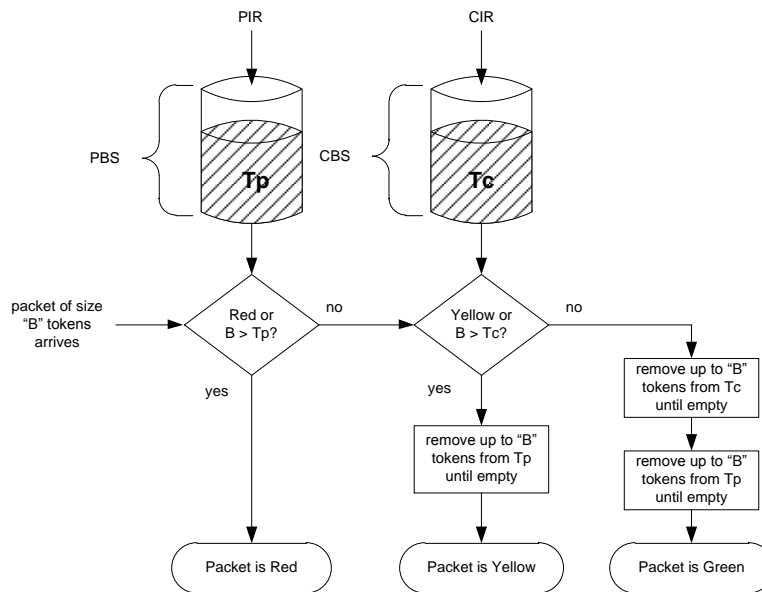 PIR
CIR
PBS
CBS
Tp
Tc
packet of size
“B” tokens
arrives
Red or
B > Tp?
no
Yellow or
B > Tc?
no
yes
yes
remove up to “B”
tokens from Tc
until empty
remove up to “B”
tokens from Tp
until empty
remove up to “B”
tokens from Tp
until empty
Packet is Red
Packet is Yellow
Packet is Green